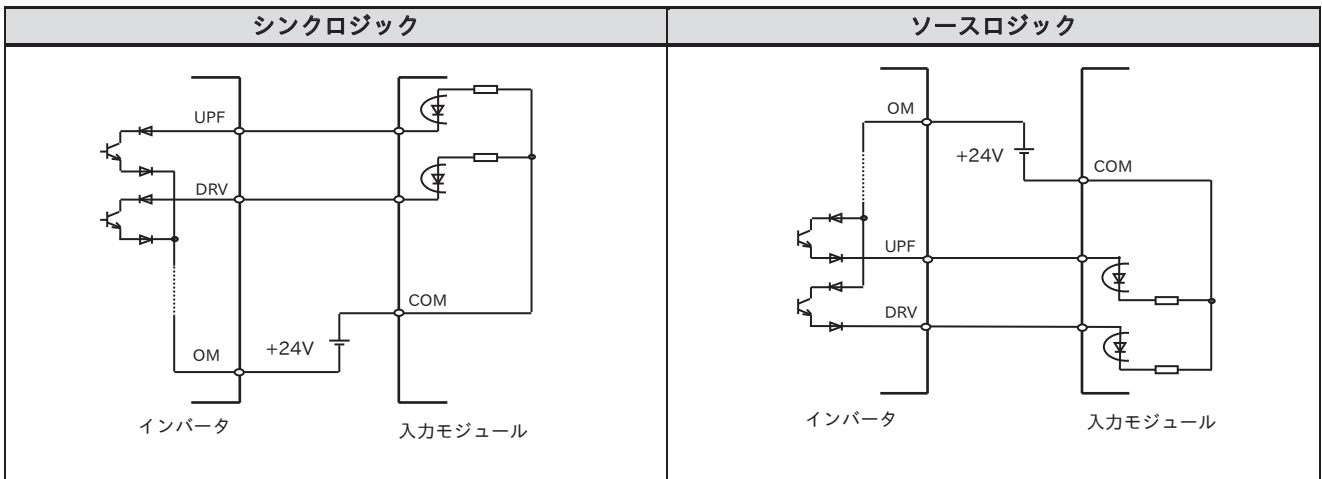 シンクロジック
ソースロジック
UPF
DRV
COM
+24V
OM
インバータ
入力モジュール
OM
+24V
COM
UPF
DRV
インバータ
入力モジュール